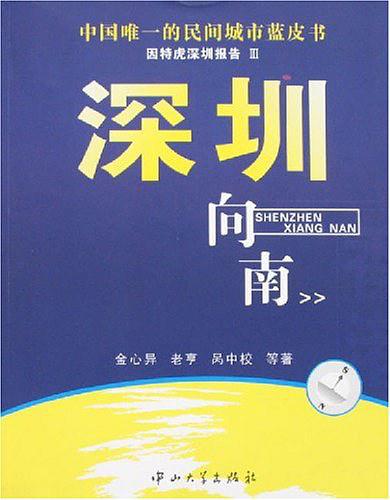 中国唯一的民间城市蓝皮书
因特虎深圳报告 III
深圳
向南
SHENZHEN
XIANG NAN
>>
金心异 老亨 呙中校 等著
S
N
中山大学出版社